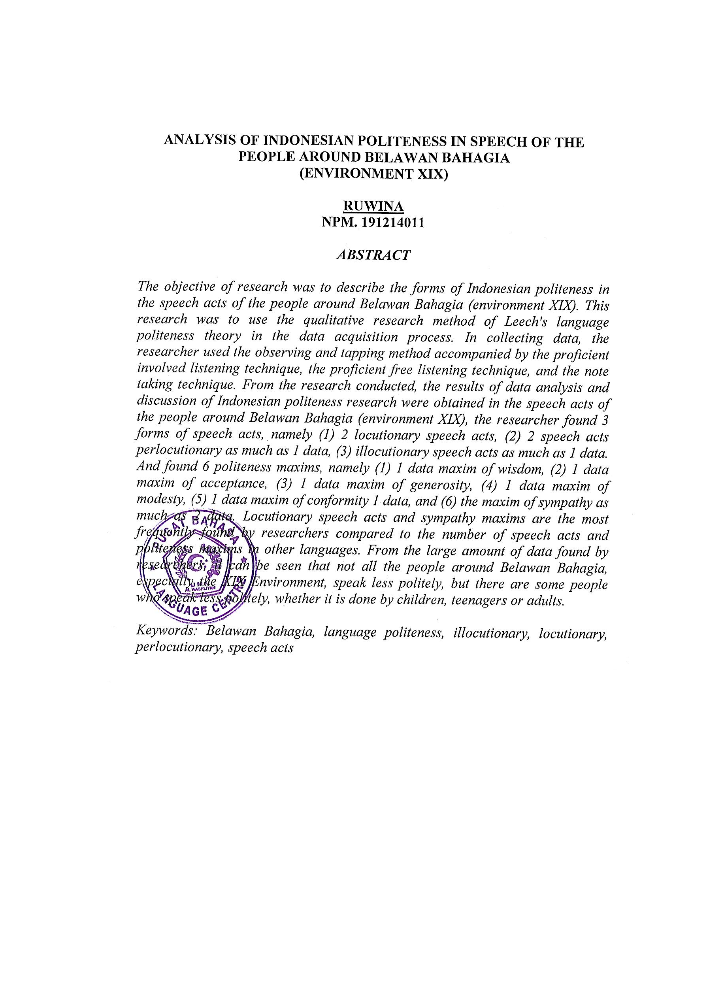 ANALYSIS OF INDONESIAN POLITENESS IN SPEECH OF THE
PEOPLE AROUND BELAWAN BAHAGIA
(ENVIRONMENT XIX)
RUWINA
NPM. 191214011
ABSTRACT
The objective of research was to describe the forms of Indonesian politeness in
the speech acts of the people around Belawan Bahagia (environment XIX). This
research was to use the qualitative research method of Leech's language
politeness theory in the data acquisition process. In collecting data, the
researcher used the observing and tapping method accompanied by the proficient
involved listening technique, the proficient free listening technique, and the note
taking technique. From the research conducted, the results of data analysis and
discussion of Indonesian politeness research were obtained in the speech acts of
the people around Belawan Bahagia (environment XIX), the researcher found 3
forms of speech acts, namely (1) 2 locutionary speech acts, (2) 2 speech acts
perlocutionary as much as 1 data, (3) illocutionary speech acts as much as 1 data.
And found 6 politeness maxims, namely (1) 1 data maxim of wisdom, (2) 1 data
maxim of acceptance, (3) 1 data maxim of generosity, (4) 1 data maxim of
modesty, (5) 1 data maxim of conformity 1 data, and (6) the maxim of sympathy as
much as 2 data. Locutionary speech acts and sympathy maxims are the most
frequently found by researchers compared to the number of speech acts and
politeness maxims in other languages. From the large amount of data found by
researchers, it can be seen that not all the people around Belawan Bahagia,
especially the XIX Environment, speak less politely, but there are some people
who speak less politely, whether it is done by children, teenagers or adults.
PUSAT BAHASA
UMN
AL WASHLIYAH
LANGUAGE CENTRE
Keywords: Belawan Bahagia, language politeness, illocutionary, locutionary,
perlocutionary, speech acts